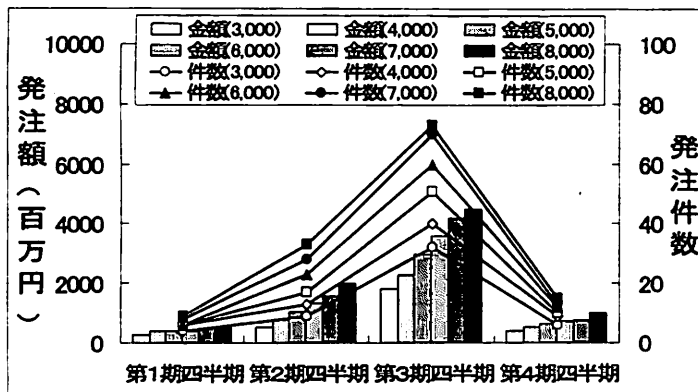 金額(3,000) 金額(4,000) 金額(5,000)
金額(6,000) 金額(7,000) 金額(8,000)
件数(3,000) 件数(4,000) 件数(5,000)
件数(6,000) 件数(7,000) 件数(8,000)
発注額(百万円)
10000
8000
6000
4000
2000
0
100
80
60
40
20
0
発注件数
第1期四半期 第2期四半期 第3期四半期 第4期四半期